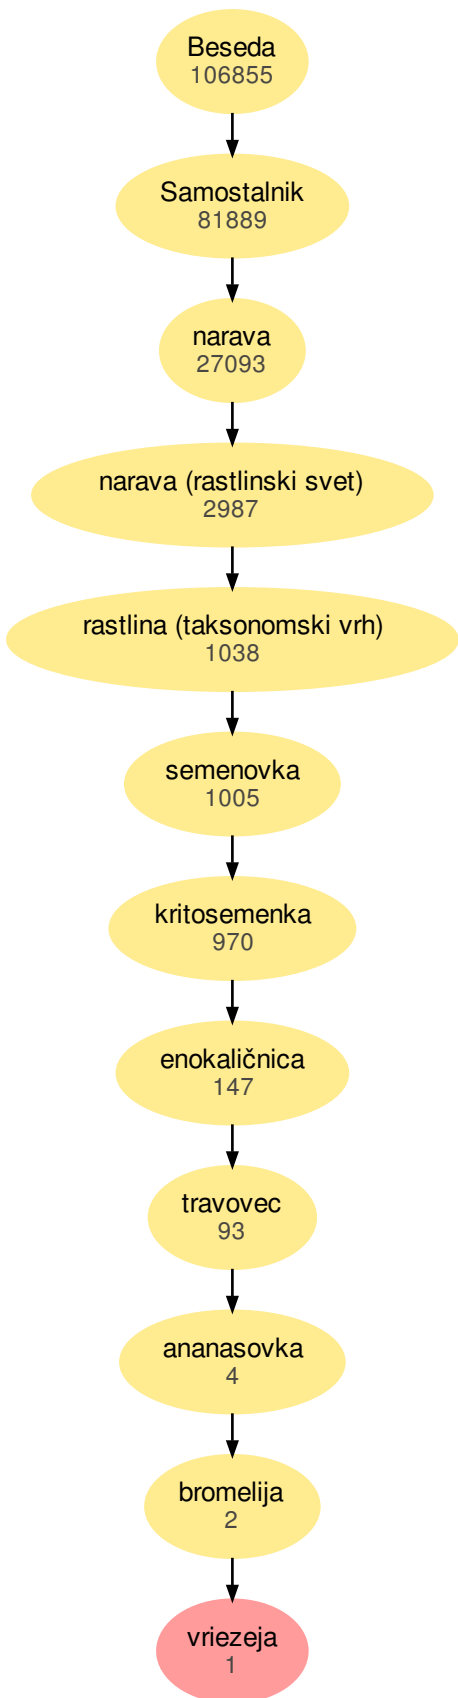 Beseda
106855
Samostalnik
81889
narava
27093
narava (rastlinski svet)
2987
rastlina (taksonomski vrh)
1038
semenovka
1005
kritosemenka
970
enokaličnica
147
travovec
93
ananasovka
4
bromelija
2
vriezeja
1